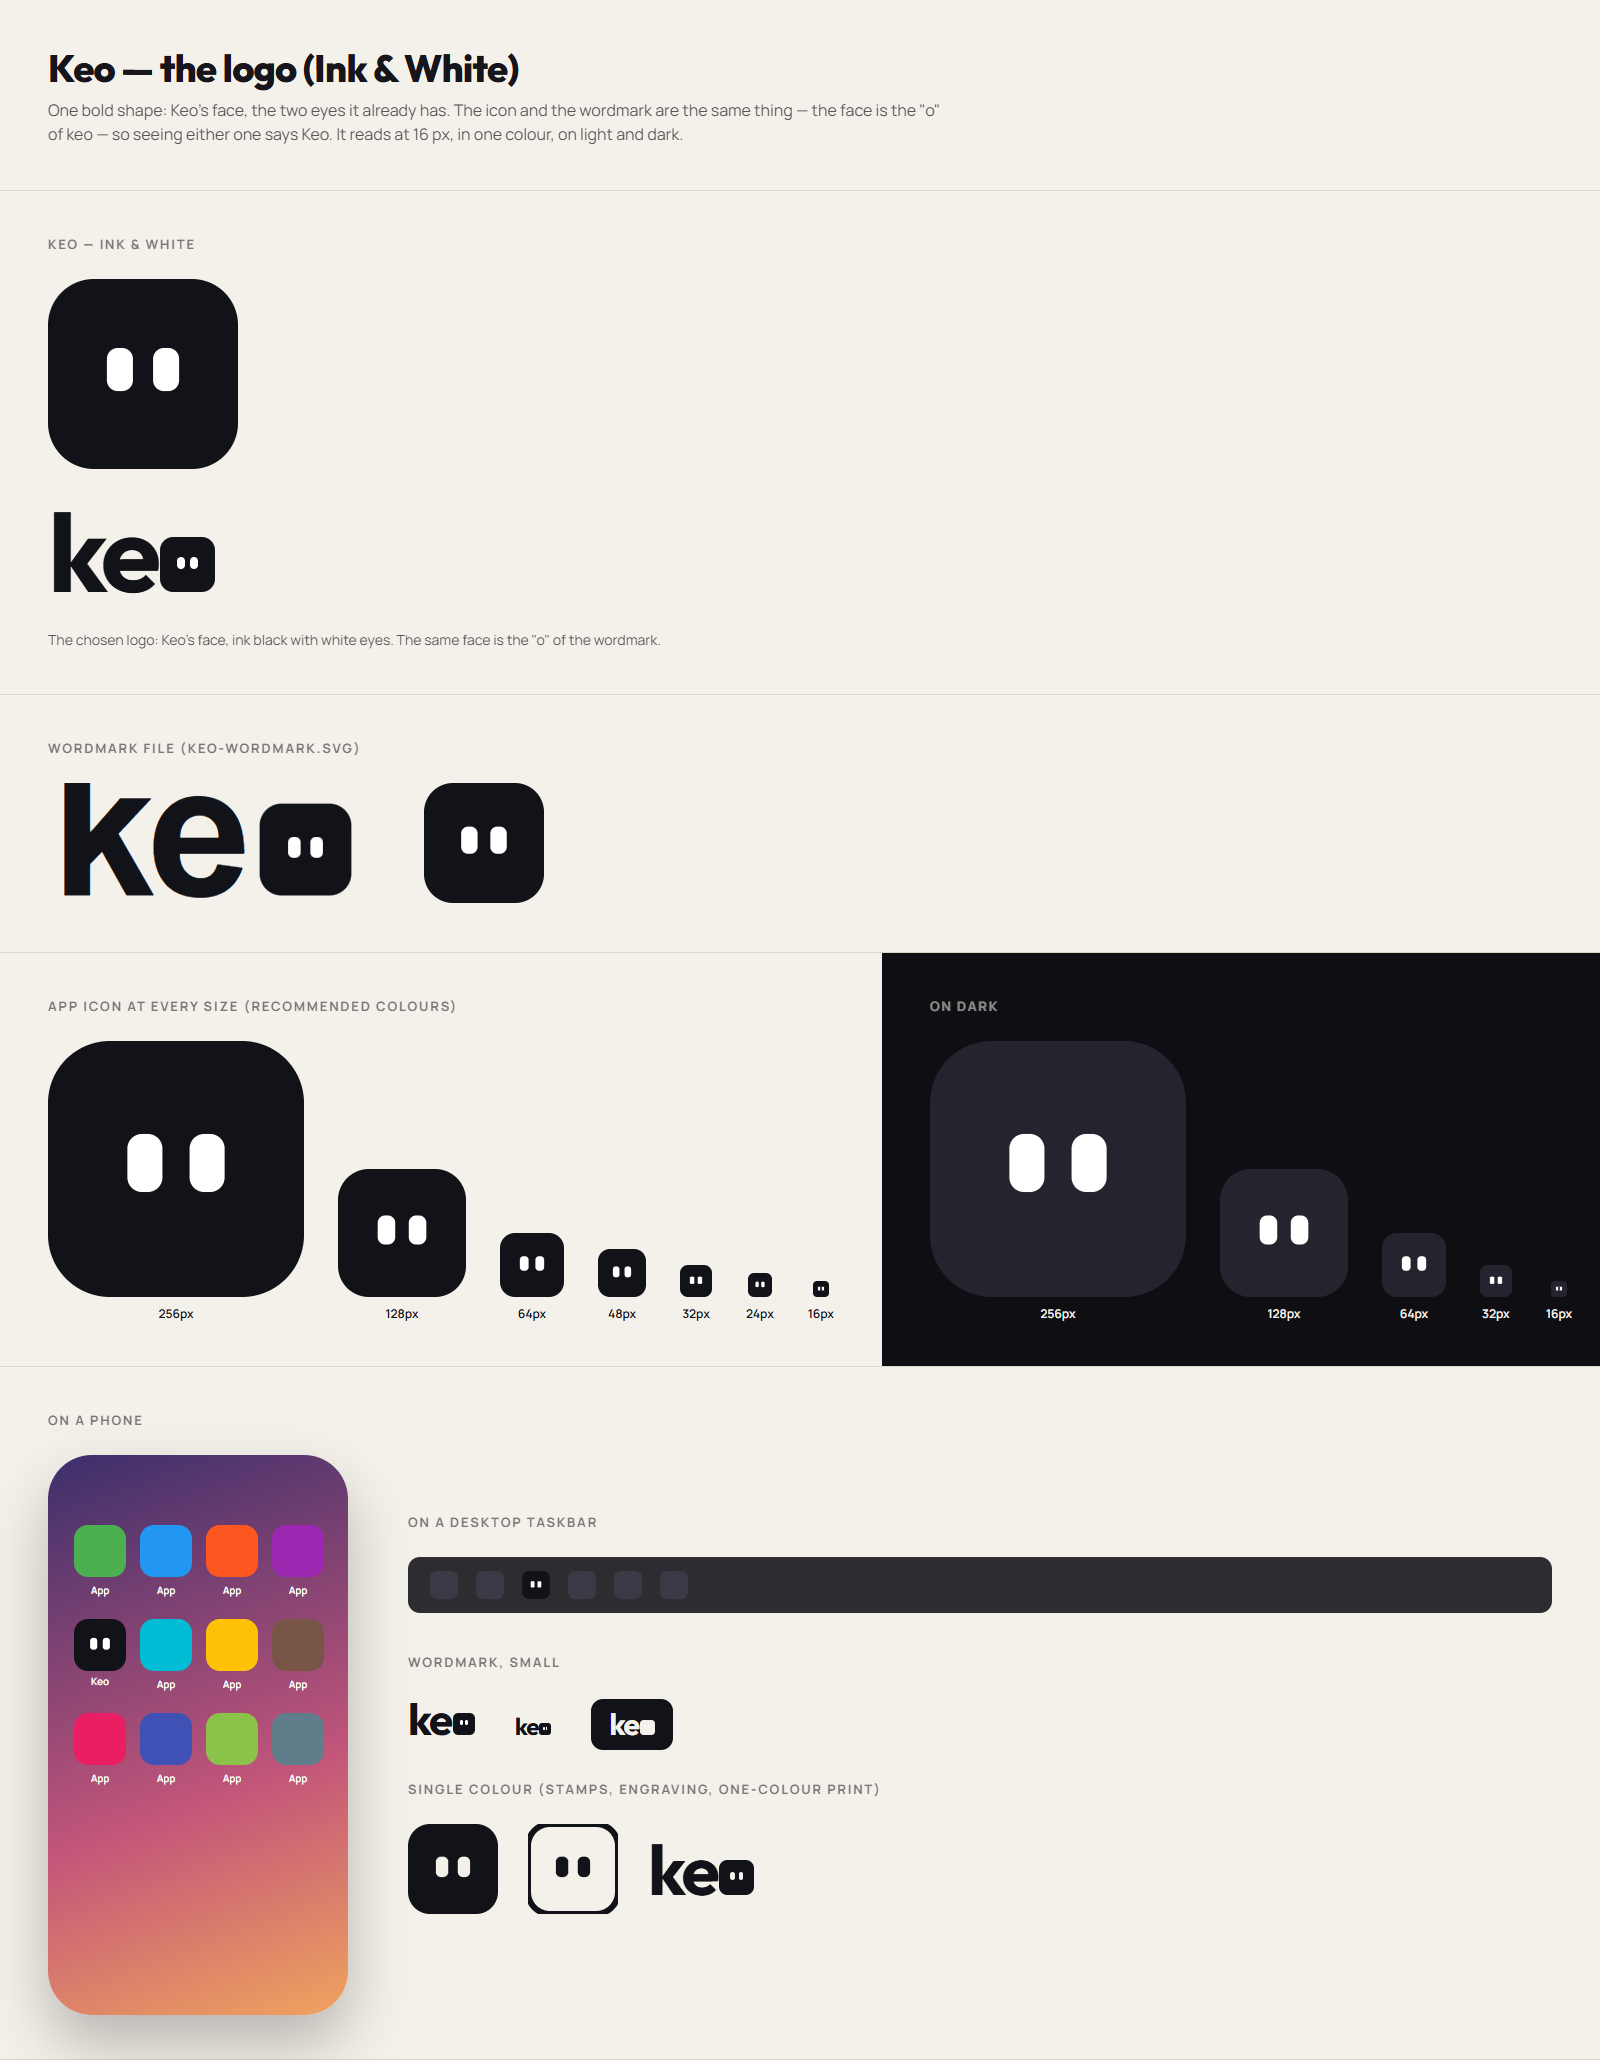 Keo — the logo (Ink & White)
One bold shape: Keo's face, the two eyes it already has. The icon and the wordmark are the same thing — the face is the "o"
of keo — so seeing either one says Keo. It reads at 16 px, in one colour, on light and dark.
KEO — INK & WHITE
ke
The chosen logo: Keo's face, ink black with white eyes. The same face is the "o" of the wordmark.
WORDMARK FILE (KEO-WORDMARK.SVG)
ke
APP ICON AT EVERY SIZE (RECOMMENDED COLOURS)
256px 128px 64px 48px 32px 24px 16px
ON DARK
256px 128px 64px 32px 16px
ON A PHONE
App App App App
Keo App App App
App App App App
ON A DESKTOP TASKBAR
WORDMARK, SMALL
ke ke ke
SINGLE COLOUR (STAMPS, ENGRAVING, ONE-COLOUR PRINT)
ke